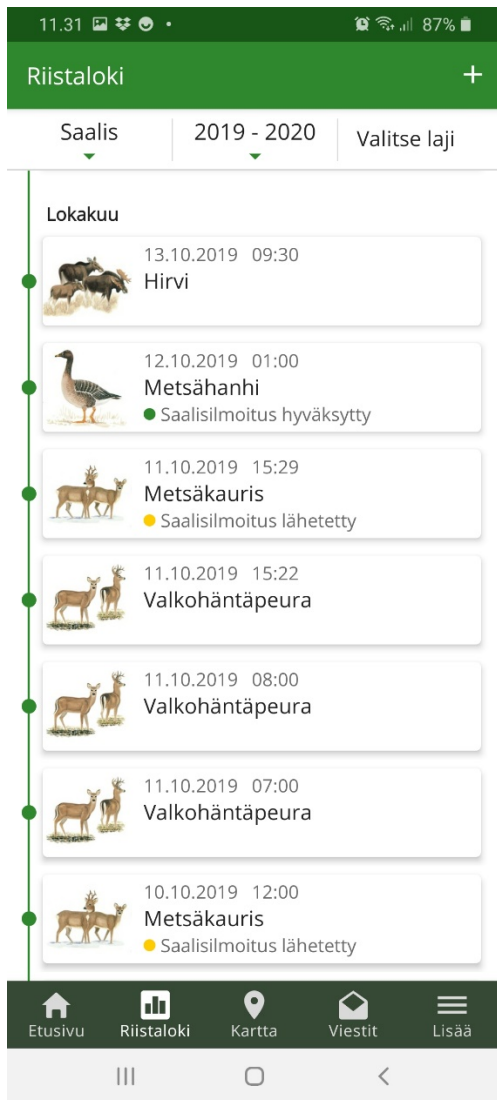 11.31 87%
Riistaloki +
Saalis 2019 - 2020 Valitse laji
Lokakuu
13.10.2019 09:30
Hirvi
12.10.2019 01:00
Metsähanhi
Saalisilmoitus hyväksytty
11.10.2019 15:29
Metsäkauris
Saalisilmoitus lähetetty
11.10.2019 15:22
Valkohäntäpeura
11.10.2019 08:00
Valkohäntäpeura
11.10.2019 07:00
Valkohäntäpeura
10.10.2019 12:00
Metsäkauris
Saalisilmoitus lähetetty
Etusivu Riistaloki Kartta Viestit Lisää